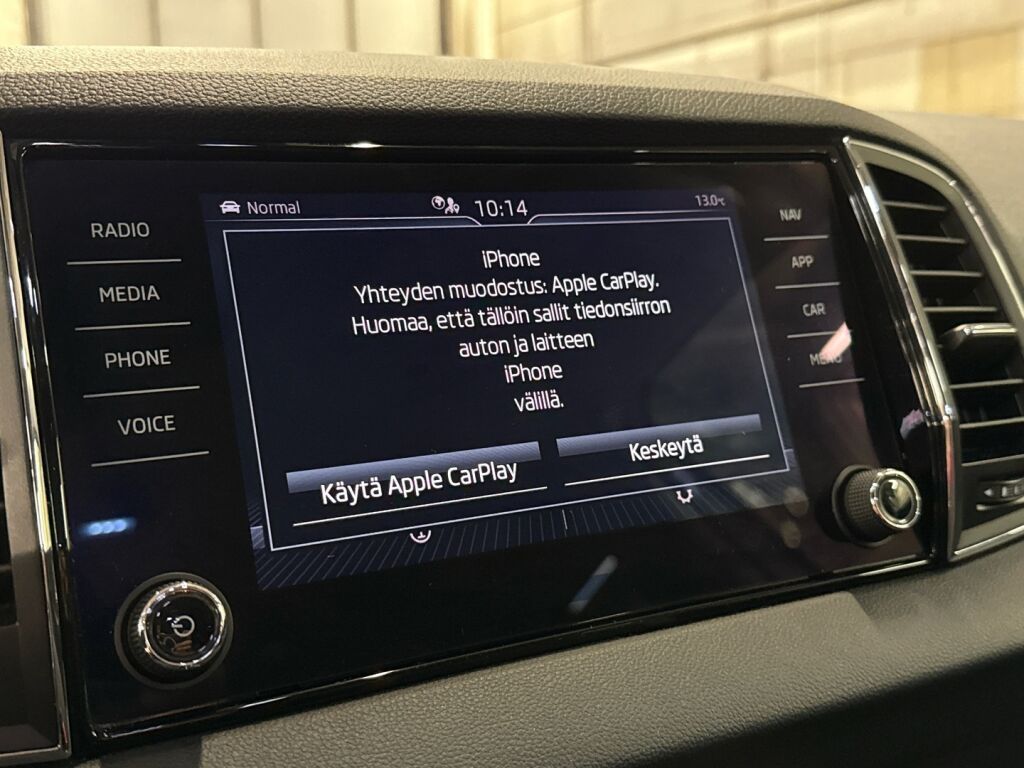 RADIO
MEDIA
PHONE
VOICE
Normal
10:14
13.0°C
iPhone
Yhteyden muodostus: Apple CarPlay.
Huomaa, että tällöin sallit tiedonsiirron
auton ja laitteen
iPhone
välillä.
Käytä Apple CarPlay
Keskeytä
NAV
APP
CAR
MENU